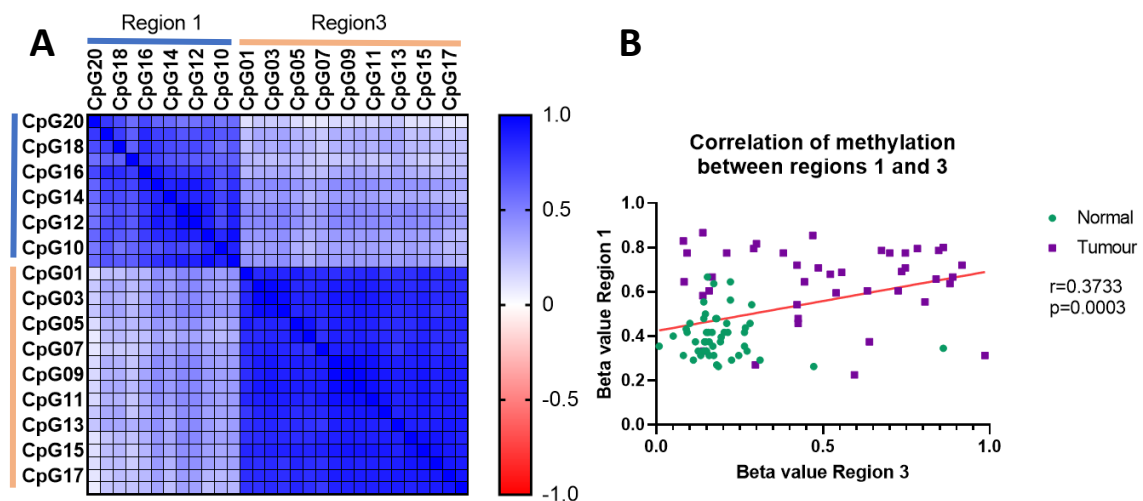 A
Region 1
Region3
CpG20
CpG18
CpG16
CpG14
CpG12
CpG10
CpG01
CpG03
CpG05
CpG07
CpG09
CpG11
CpG13
CpG15
CpG17
CpG20
CpG18
CpG16
CpG14
CpG12
CpG10
CpG01
CpG03
CpG05
CpG07
CpG09
CpG11
CpG13
CpG15
CpG17
1.0
0.5
0
-0.5
-1.0
B
Correlation of methylation
between regions 1 and 3
Beta value Region 1
1.0
0.8
0.6
0.4
0.2
0.0
0.0
0.5
1.0
Beta value Region 3
Normal
Tumour
r=0.3733
p=0.0003